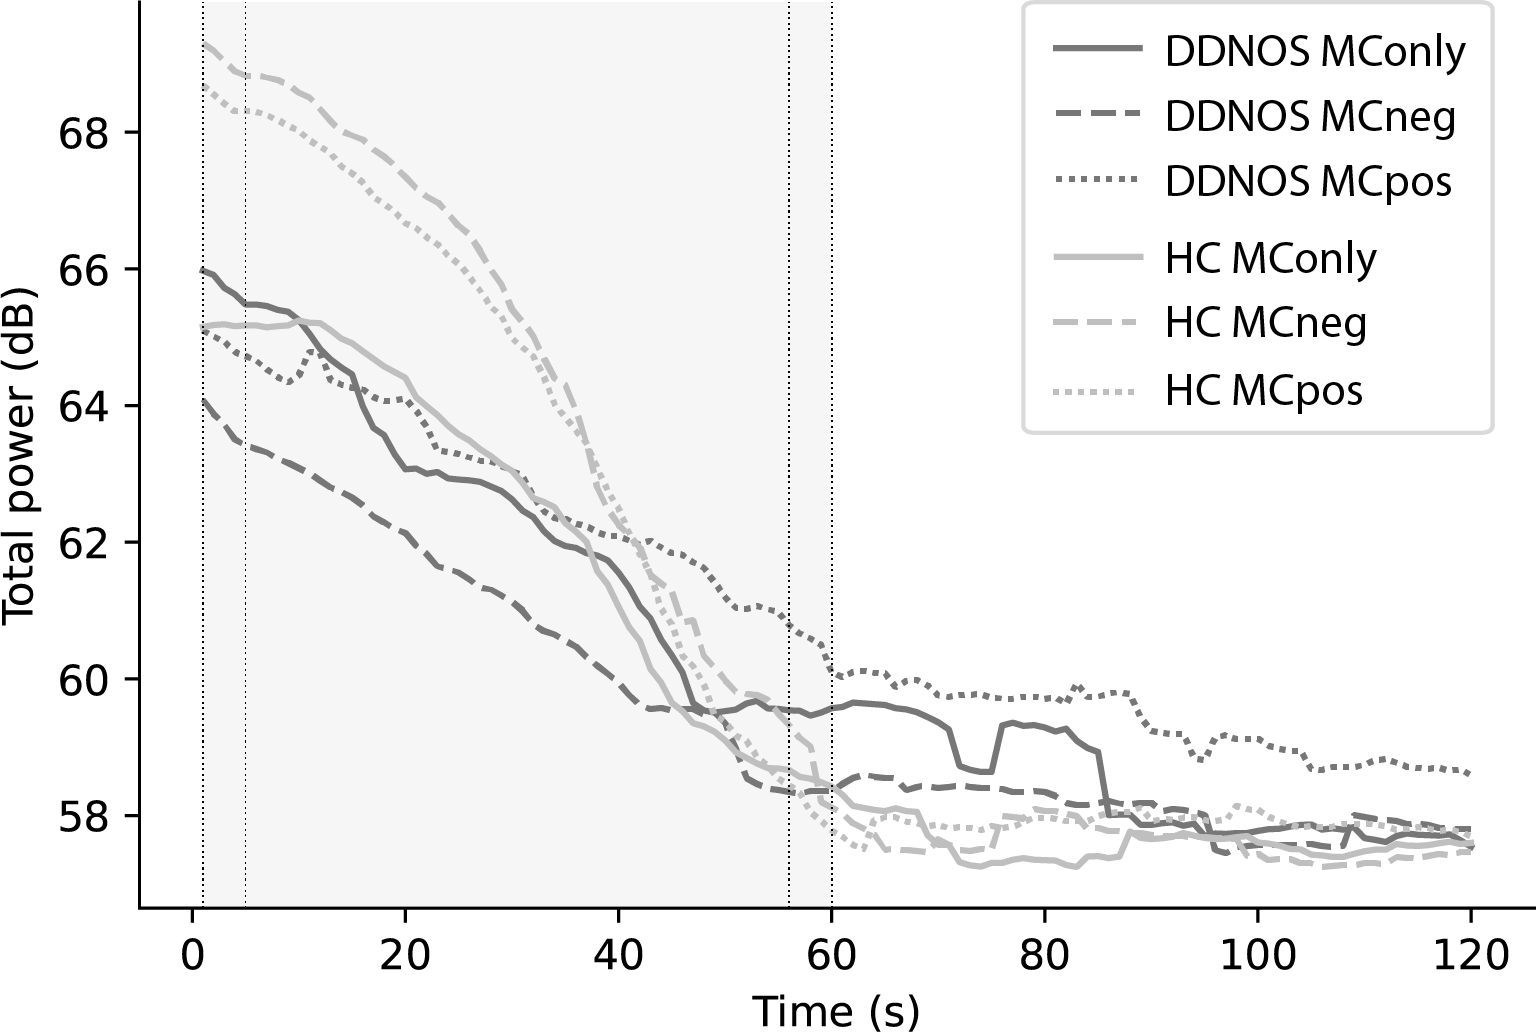 DDNOS MConly
DDNOS MCneg
DDNOS MCpos
HC MConly
HC MCneg
HC MCpos
Total power (dB)
68
66
64
62
60
58
0 20 40 60 80 100 120
Time (s)